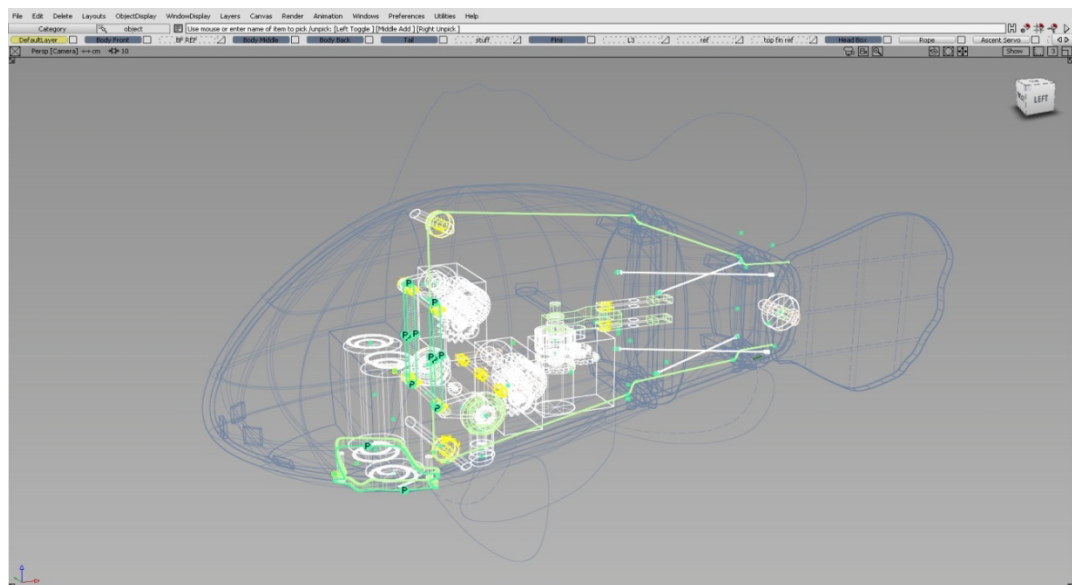 File Edit Delete Layouts ObjectDisplay WindowDisplay Layers Canvas Render Animation Windows Preferences Utilities Help
Category object Use mouse or enter name of item to pick /unpick: [Left Toggle ] [Middle Add ] [Right Unpick ]
DefaultLayer Body Front BF REF Body Middle Body Back Tail stuff Fins L3 ref top fin ref Head Box Rope Ascent Servo
Persp [Camera] cm 10 Show 3
LEFT
P
P
P P
P P
P
P
P
P